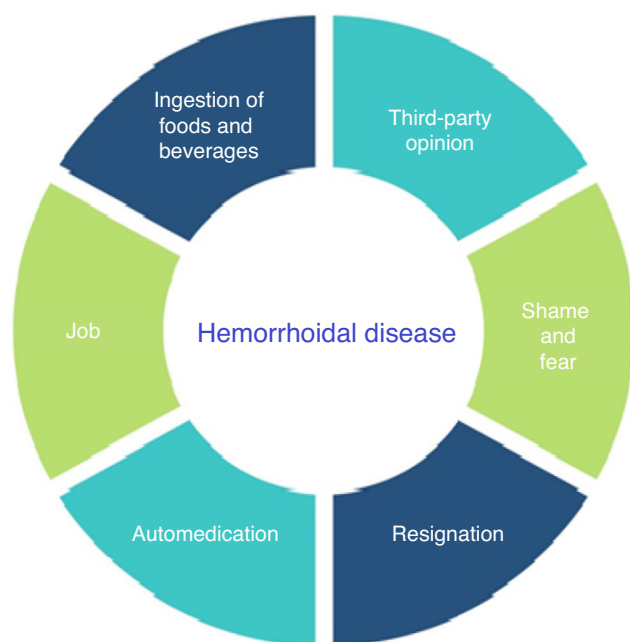 Ingestion of
foods and
beverages
Third-party
opinion
Job
Hemorrhoidal disease
Shame
and
fear
Automedication
Resignation